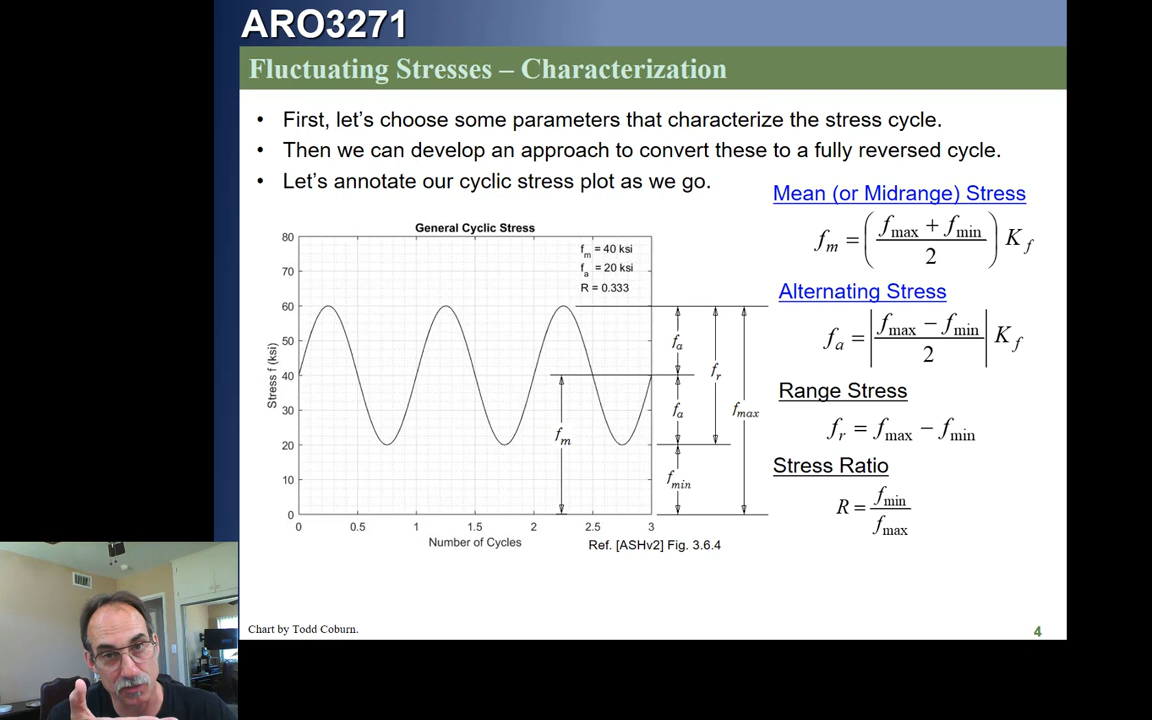 ARO3271
Fluctuating Stresses – Characterization
• First, let's choose some parameters that characterize the stress cycle.
• Then we can develop an approach to convert these to a fully reversed cycle.
• Let's annotate our cyclic stress plot as we go.
Mean (or Midrange) Stress
f_m = ( (f_max + f_min) / 2 ) K_f
Alternating Stress
f_a = | (f_max − f_min) / 2 | K_f
Range Stress
f_r = f_max − f_min
Stress Ratio
R = f_min / f_max
General Cyclic Stress
f_m = 40 ksi
f_a = 20 ksi
R = 0.333
80
70
60
50
40
30
20
10
0
Stress f (ksi)
0 0.5 1 1.5 2 2.5 3
Number of Cycles
f_m
f_a
f_a
f_min
f_r
f_max
Ref. [ASHv2] Fig. 3.6.4
Chart by Todd Coburn.
4